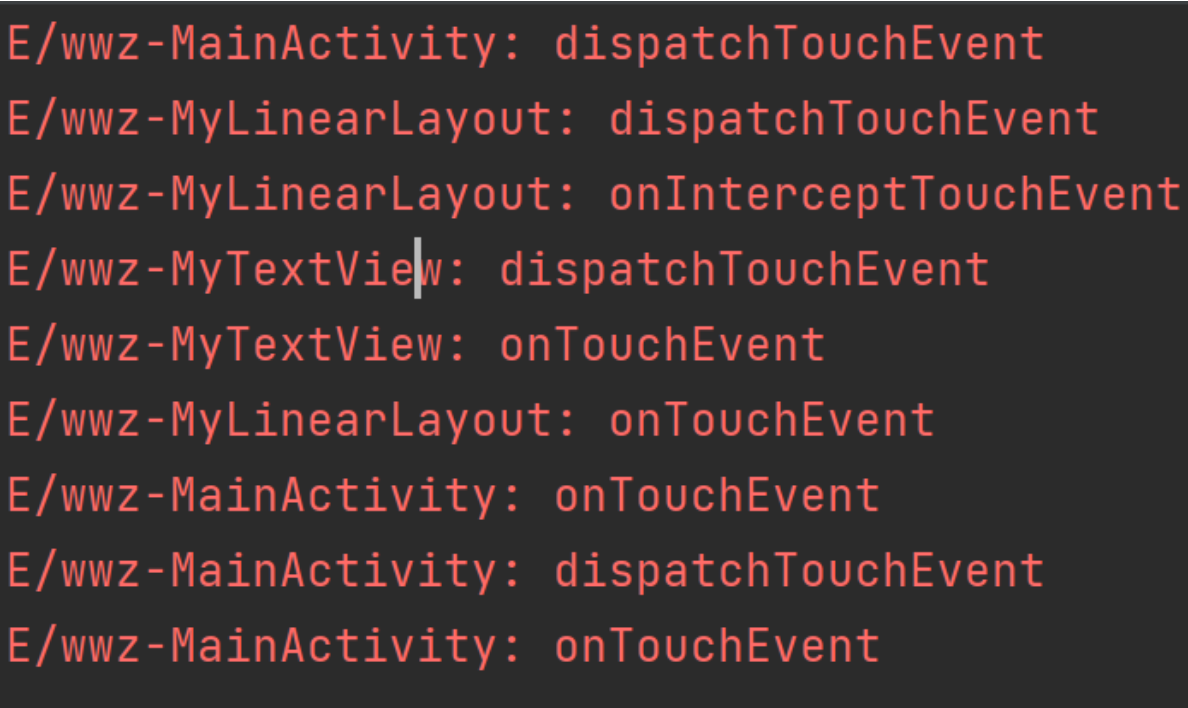 E/wwz-MainActivity: dispatchTouchEvent
E/wwz-MyLinearLayout: dispatchTouchEvent
E/wwz-MyLinearLayout: onInterceptTouchEvent
E/wwz-MyTextView: dispatchTouchEvent
E/wwz-MyTextView: onTouchEvent
E/wwz-MyLinearLayout: onTouchEvent
E/wwz-MainActivity: onTouchEvent
E/wwz-MainActivity: dispatchTouchEvent
E/wwz-MainActivity: onTouchEvent